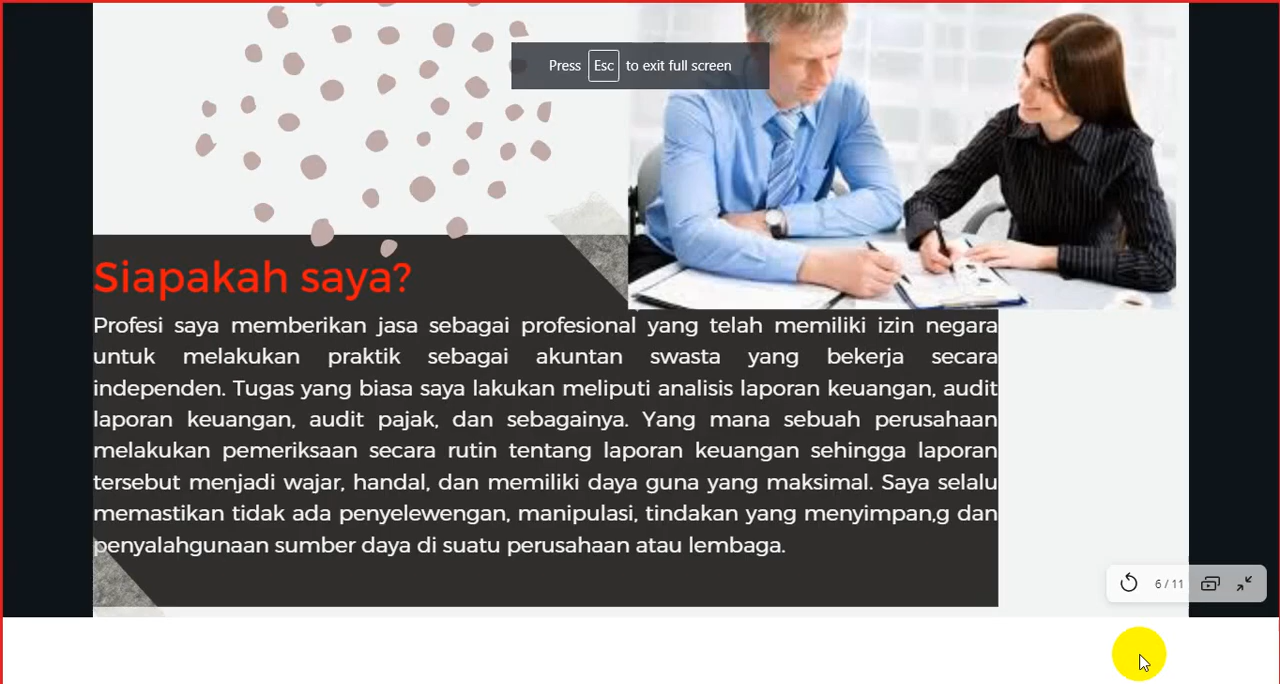 Press Esc to exit full screen
Siapakah saya?
Profesi saya memberikan jasa sebagai profesional yang telah memiliki izin negara
untuk melakukan praktik sebagai akuntan swasta yang bekerja secara
independen. Tugas yang biasa saya lakukan meliputi analisis laporan keuangan, audit
laporan keuangan, audit pajak, dan sebagainya. Yang mana sebuah perusahaan
melakukan pemeriksaan secara rutin tentang laporan keuangan sehingga laporan
tersebut menjadi wajar, handal, dan memiliki daya guna yang maksimal. Saya selalu
memastikan tidak ada penyelewengan, manipulasi, tindakan yang menyimpan,g dan
penyalahgunaan sumber daya di suatu perusahaan atau lembaga.
6 / 11